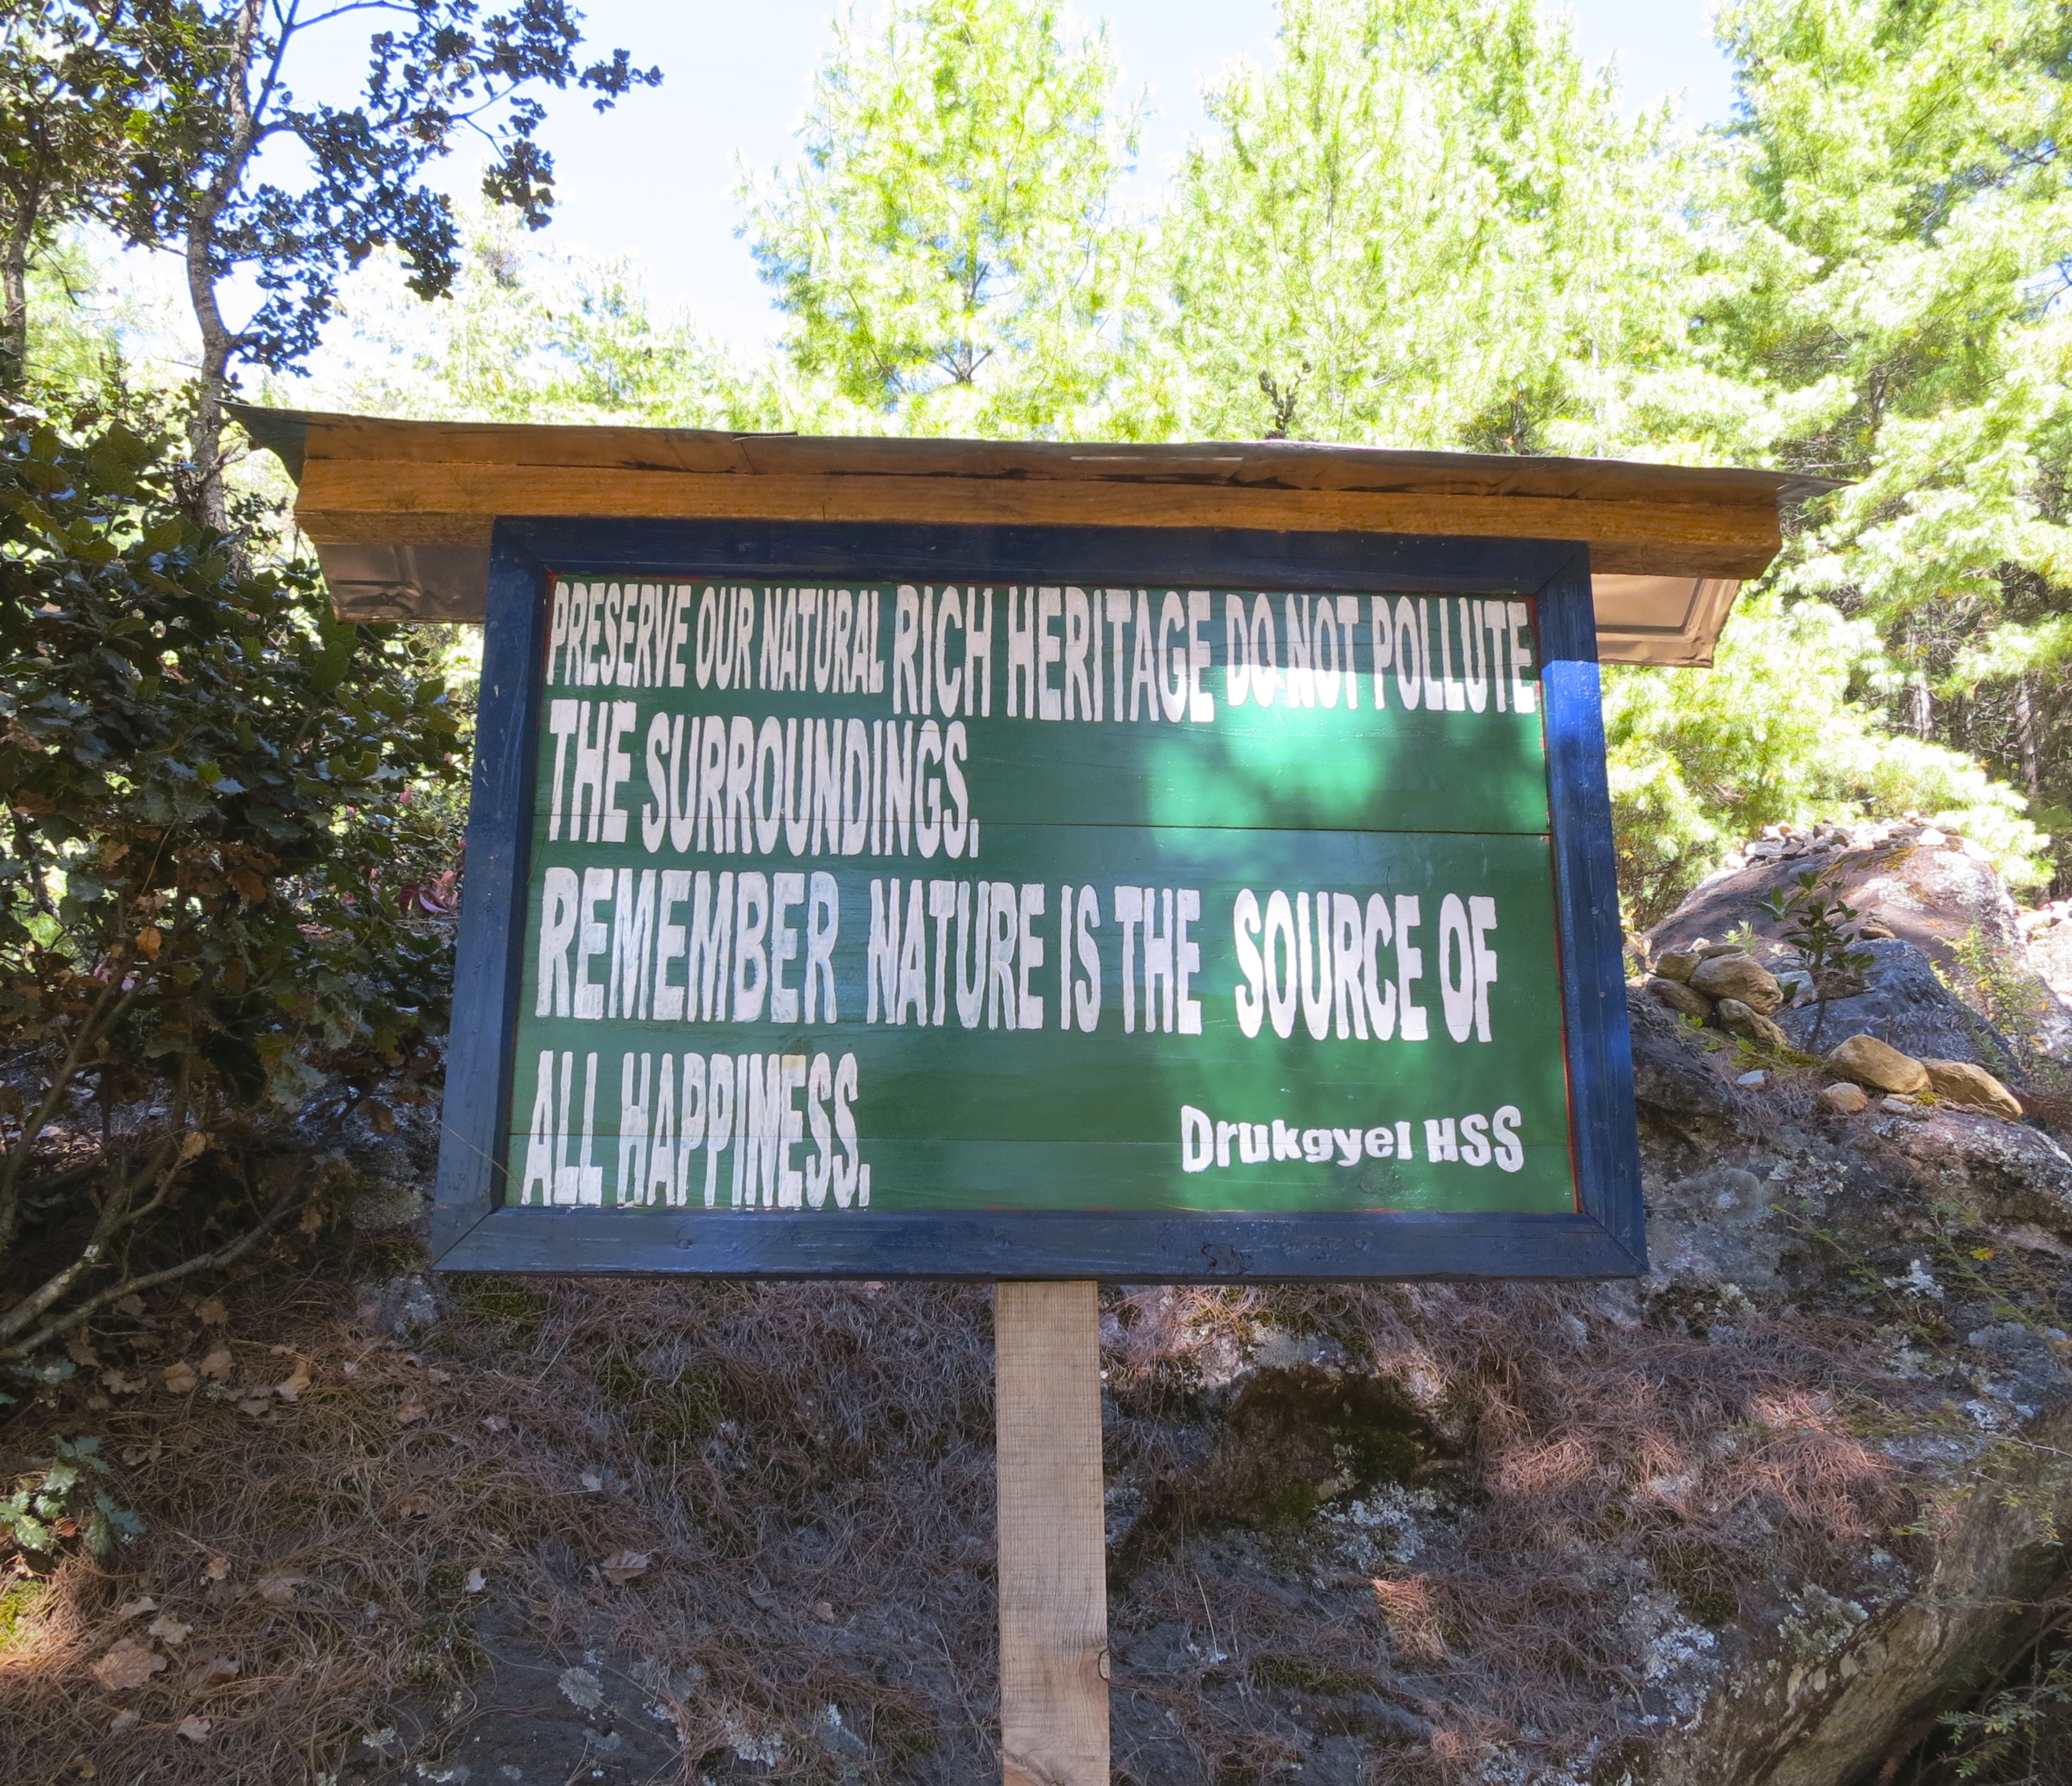 PRESERVE OUR NATURAL RICH HERITAGE DO NOT POLLUTE
THE SURROUNDINGS.
REMEMBER NATURE IS THE SOURCE OF
ALL HAPPINESS.
Drukgyel HSS